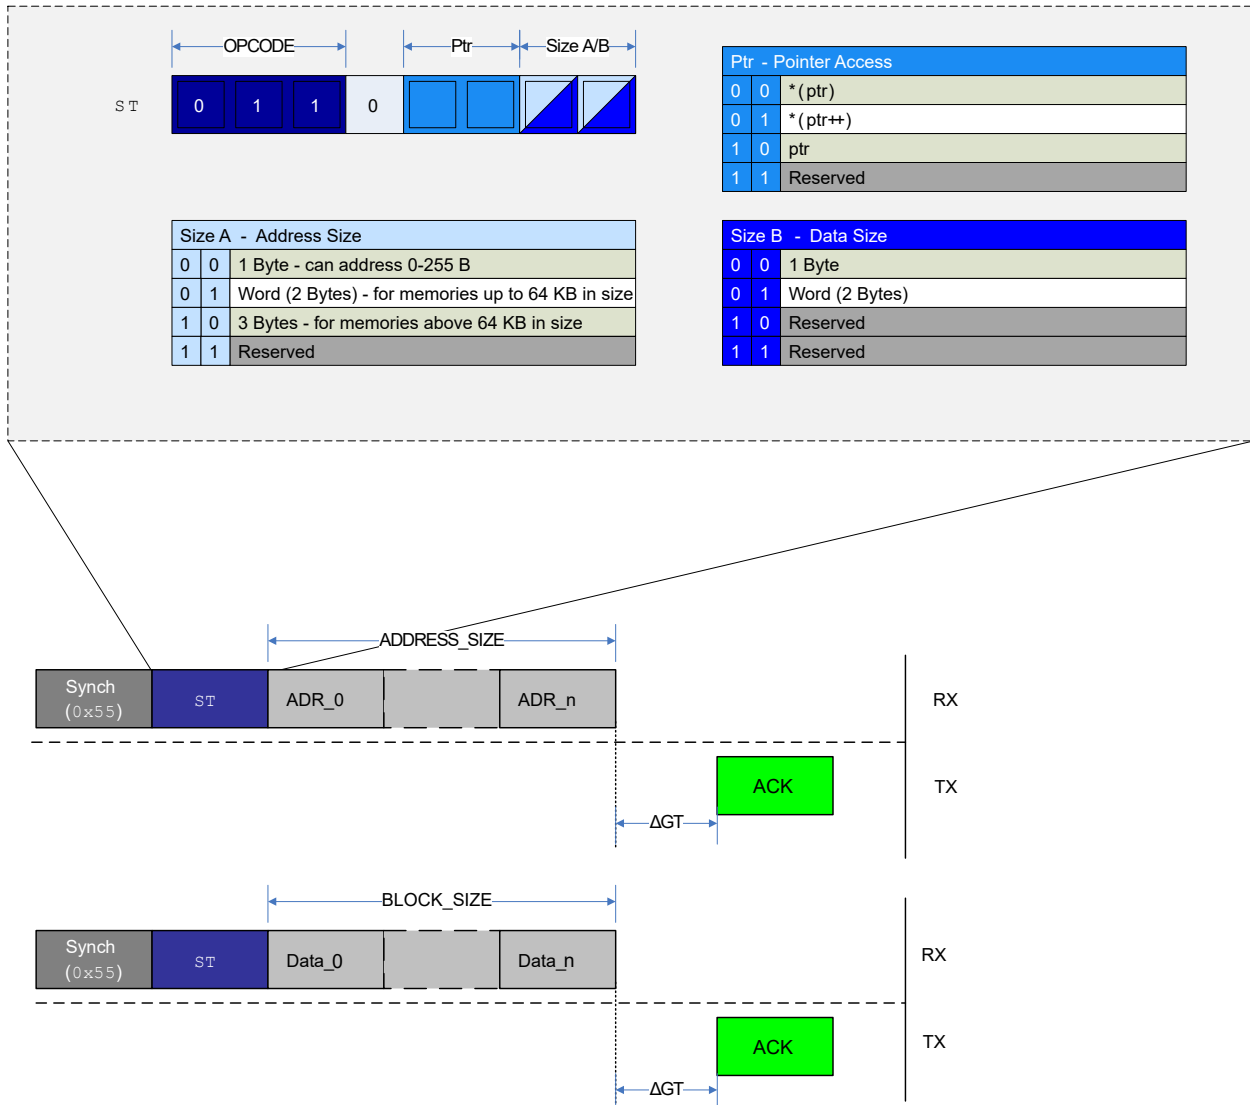 OPCODE Ptr Size A/B
ST 0 1 1 0
Ptr - Pointer Access
0 0 *(ptr)
0 1 *(ptr++)
1 0 ptr
1 1 Reserved
Size A - Address Size
0 0 1 Byte - can address 0-255 B
0 1 Word (2 Bytes) - for memories up to 64 KB in size
1 0 3 Bytes - for memories above 64 KB in size
1 1 Reserved
Size B - Data Size
0 0 1 Byte
0 1 Word (2 Bytes)
1 0 Reserved
1 1 Reserved
ADDRESS_SIZE
Synch
(0x55)
ST ADR_0 ADR_n RX
ACK TX
ΔGT
BLOCK_SIZE
Synch
(0x55)
ST Data_0 Data_n RX
ACK TX
ΔGT